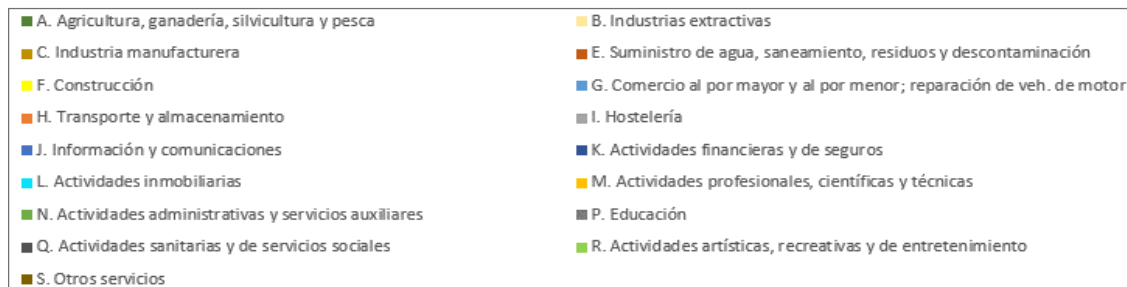 A. Agricultura, ganadería, silvicultura y pesca
B. Industrias extractivas
C. Industria manufacturera
E. Suministro de agua, saneamiento, residuos y descontaminación
F. Construcción
G. Comercio al por mayor y al por menor; reparación de veh. de motor
H. Transporte y almacenamiento
I. Hostelería
J. Información y comunicaciones
K. Actividades financieras y de seguros
L. Actividades inmobiliarias
M. Actividades profesionales, científicas y técnicas
N. Actividades administrativas y servicios auxiliares
P. Educación
Q. Actividades sanitarias y de servicios sociales
R. Actividades artísticas, recreativas y de entretenimiento
S. Otros servicios